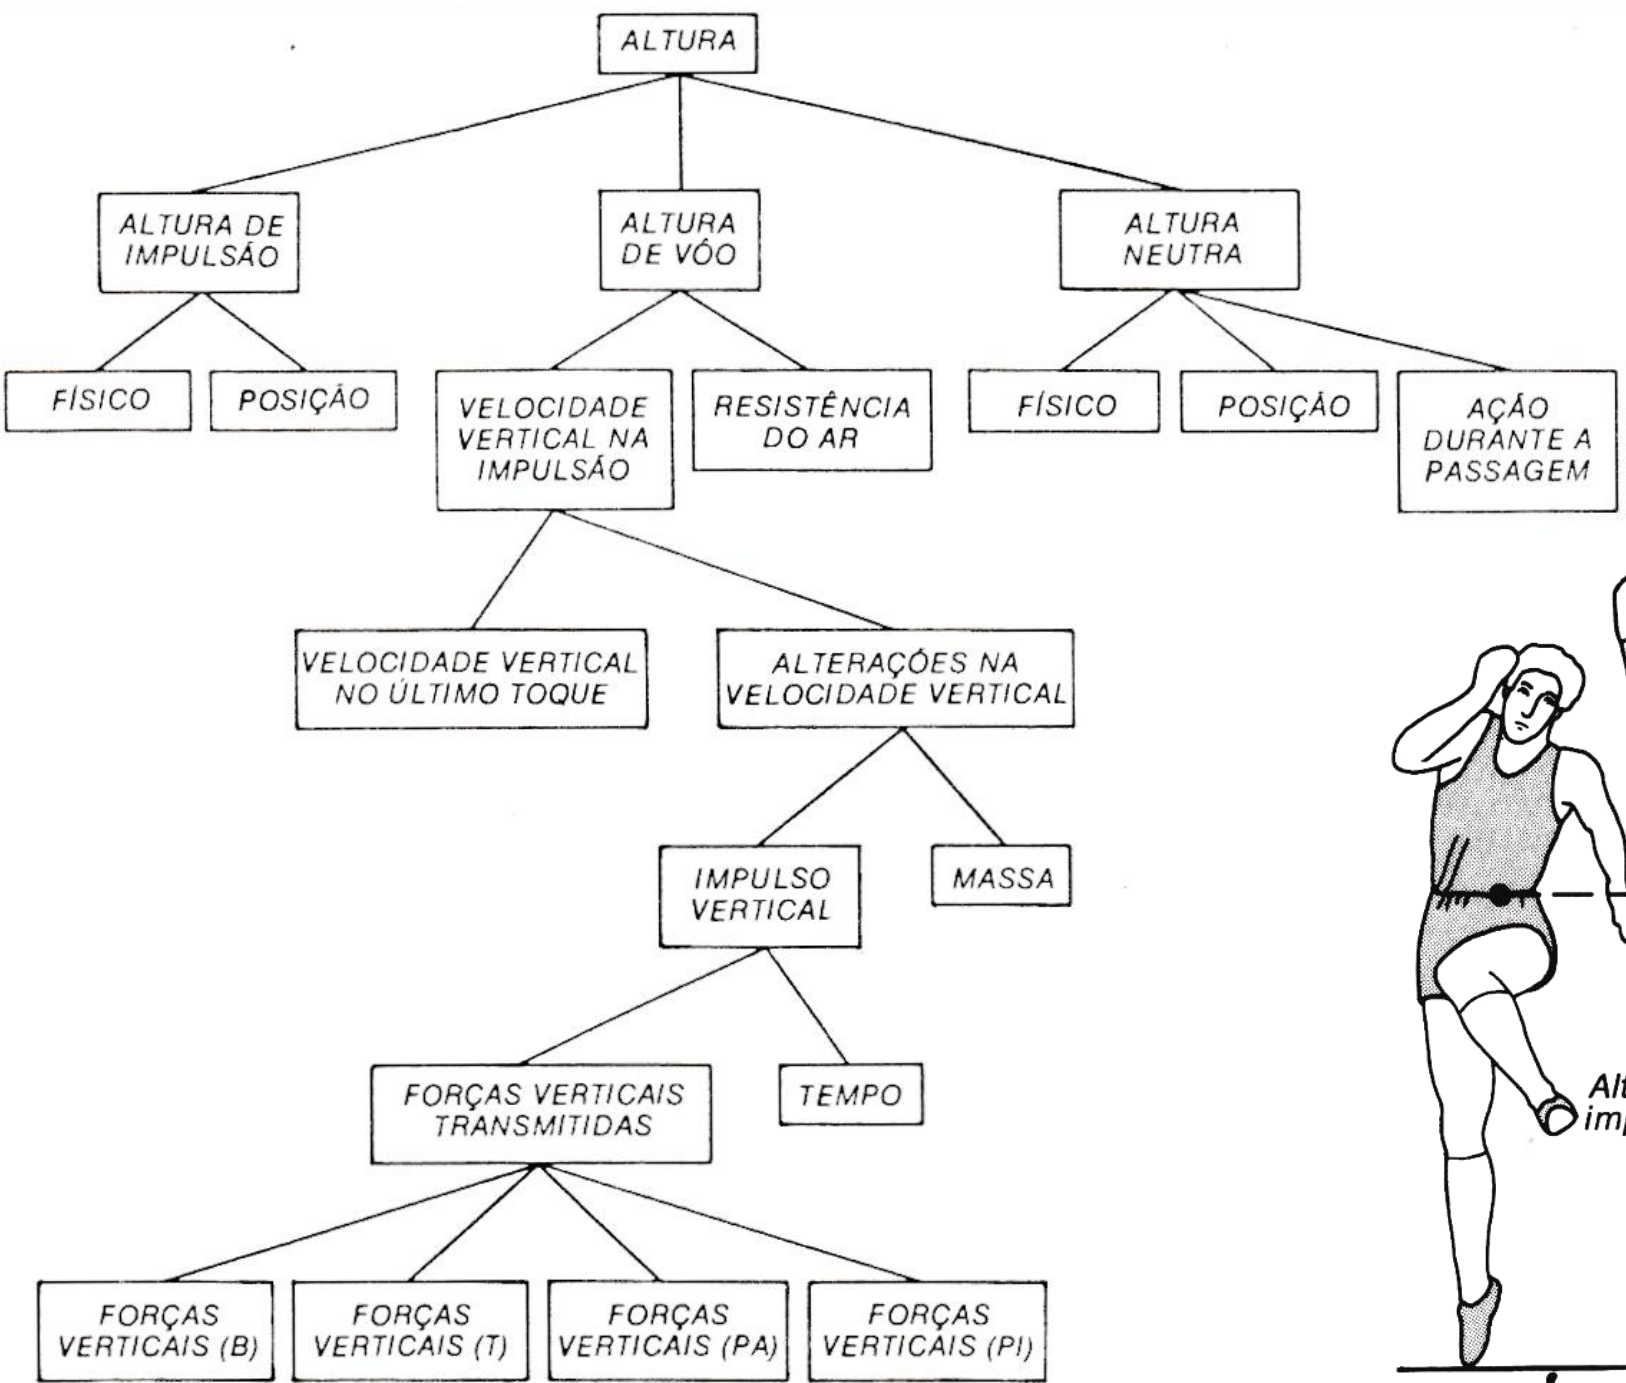 ALTURA
ALTURA DE
IMPULSÃO
ALTURA
DE VÔO
ALTURA
NEUTRA
FÍSICO
POSIÇÃO
VELOCIDADE
VERTICAL NA
IMPULSÃO
RESISTÊNCIA
DO AR
FÍSICO
POSIÇÃO
AÇÃO
DURANTE A
PASSAGEM
VELOCIDADE VERTICAL
NO ÚLTIMO TOQUE
ALTERAÇÕES NA
VELOCIDADE VERTICAL
IMPULSO
VERTICAL
MASSA
FORÇAS VERTICAIS
TRANSMITIDAS
TEMPO
Alt
imp
FORÇAS
VERTICAIS (B)
FORÇAS
VERTICAIS (T)
FORÇAS
VERTICAIS (PA)
FORÇAS
VERTICAIS (PI)